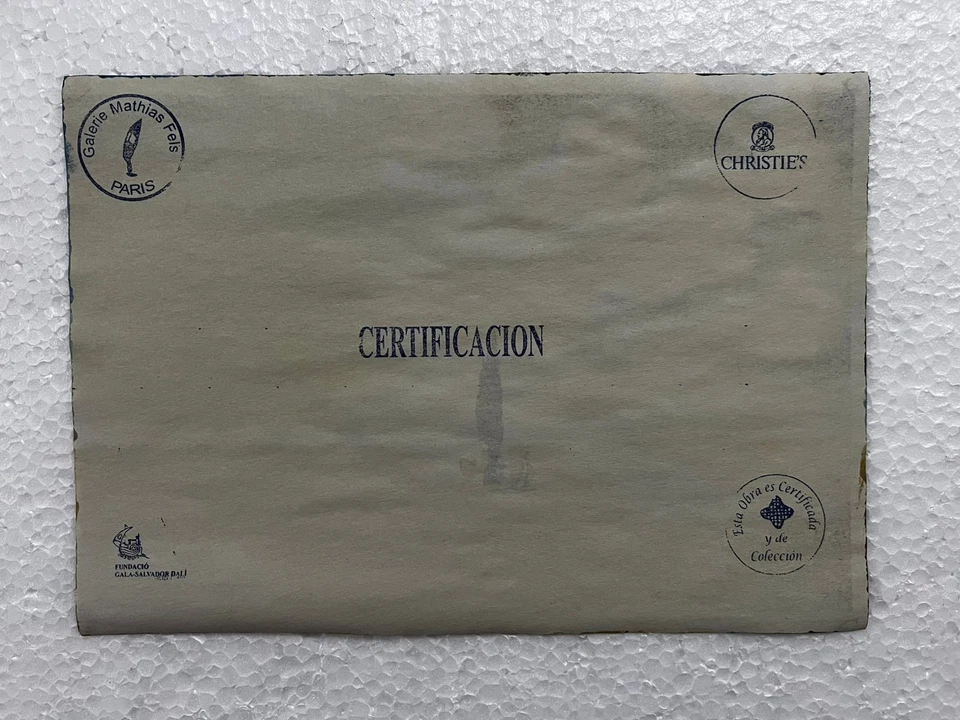 Galerie Mathias Fels
PARIS
CHRISTIE'S
CERTIFICACION
Esta Obra es Certificada
y de
Colección
FUNDACIÓ
GALA-SALVADOR DALÍ